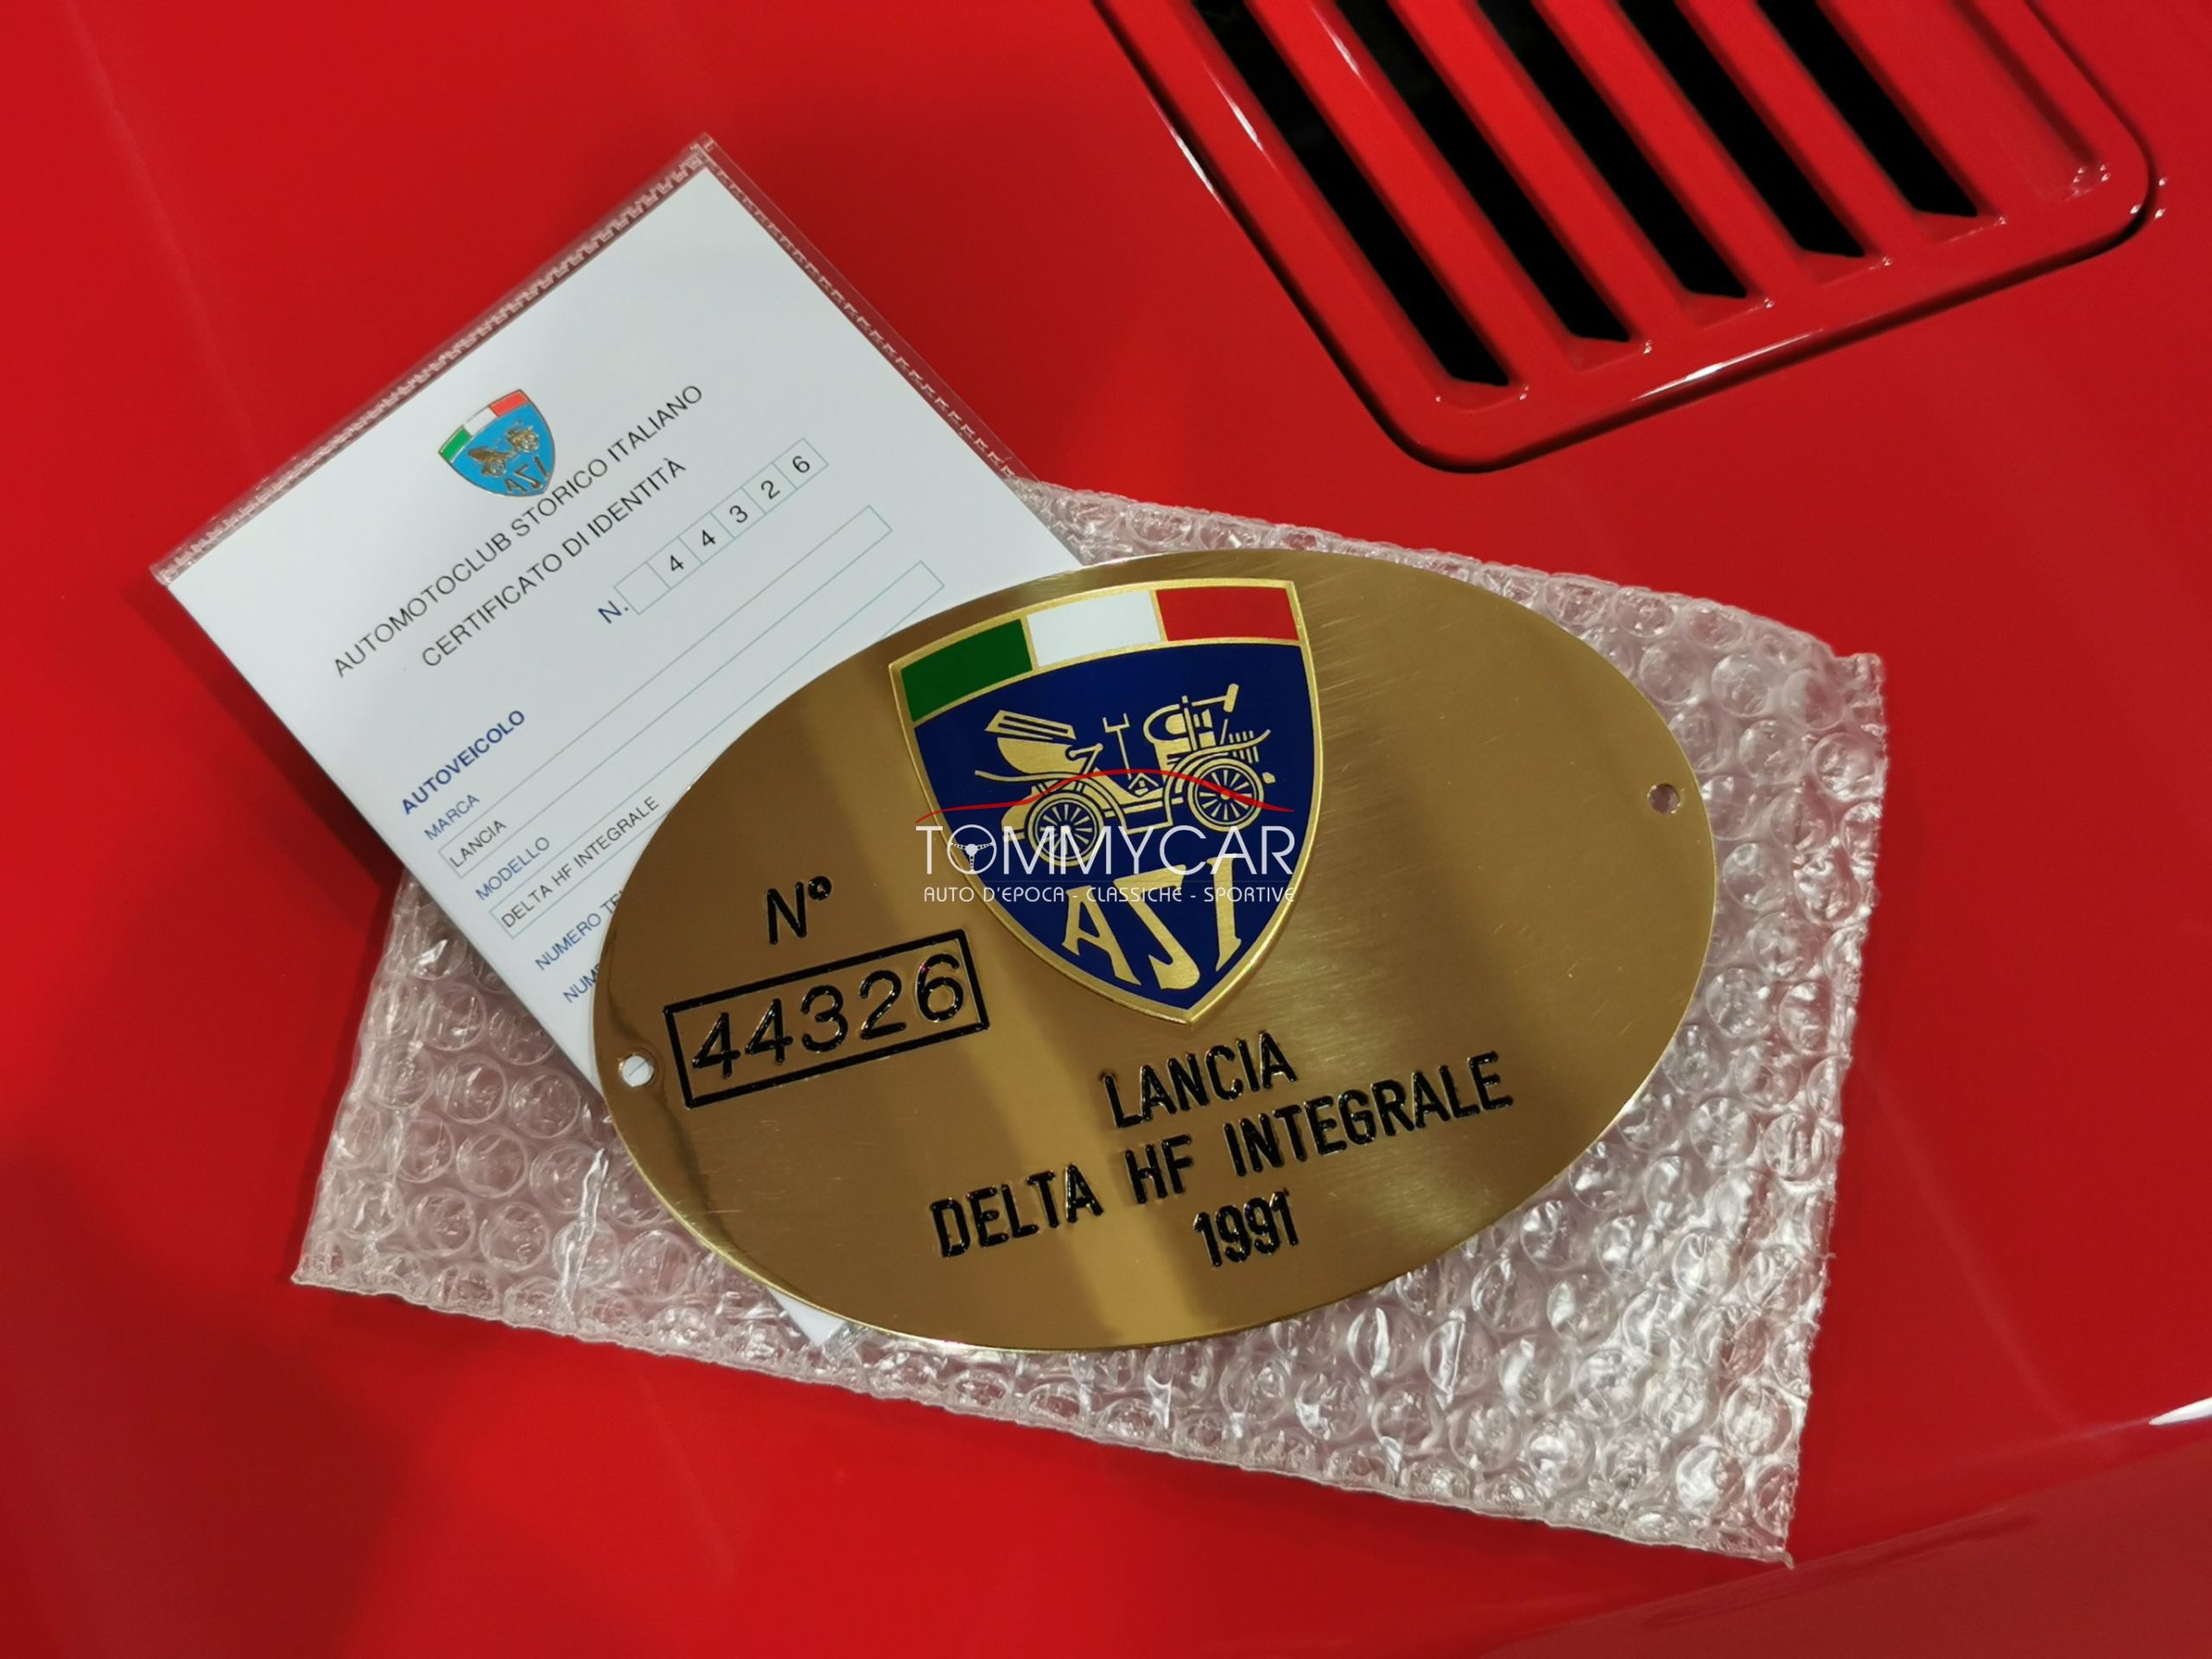 ASI
AUTOMOTOCLUB STORICO ITALIANO
CERTIFICATO DI IDENTITÀ
N. 44326
AUTOVEICOLO
MARCA
LANCIA
MODELLO
DELTA HF INTEGRALE
NUMERO
ASI
N°
44326
LANCIA
DELTA HF INTEGRALE
1991
TOMMYCAR
AUTO D'EPOCA - CLASSICHE - SPORTIVE